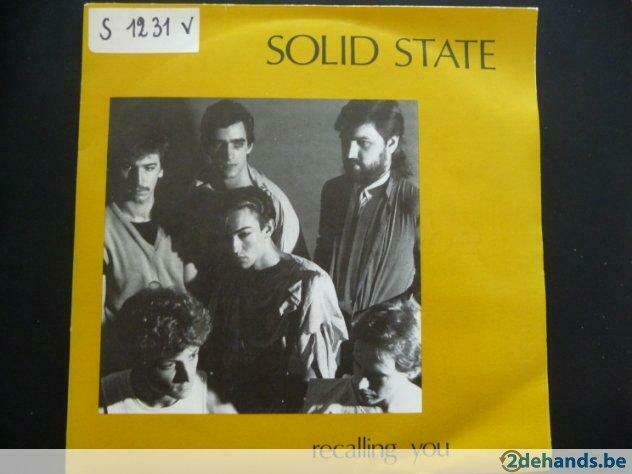 S 1231 V
SOLID STATE
recalling you
2dehands.be